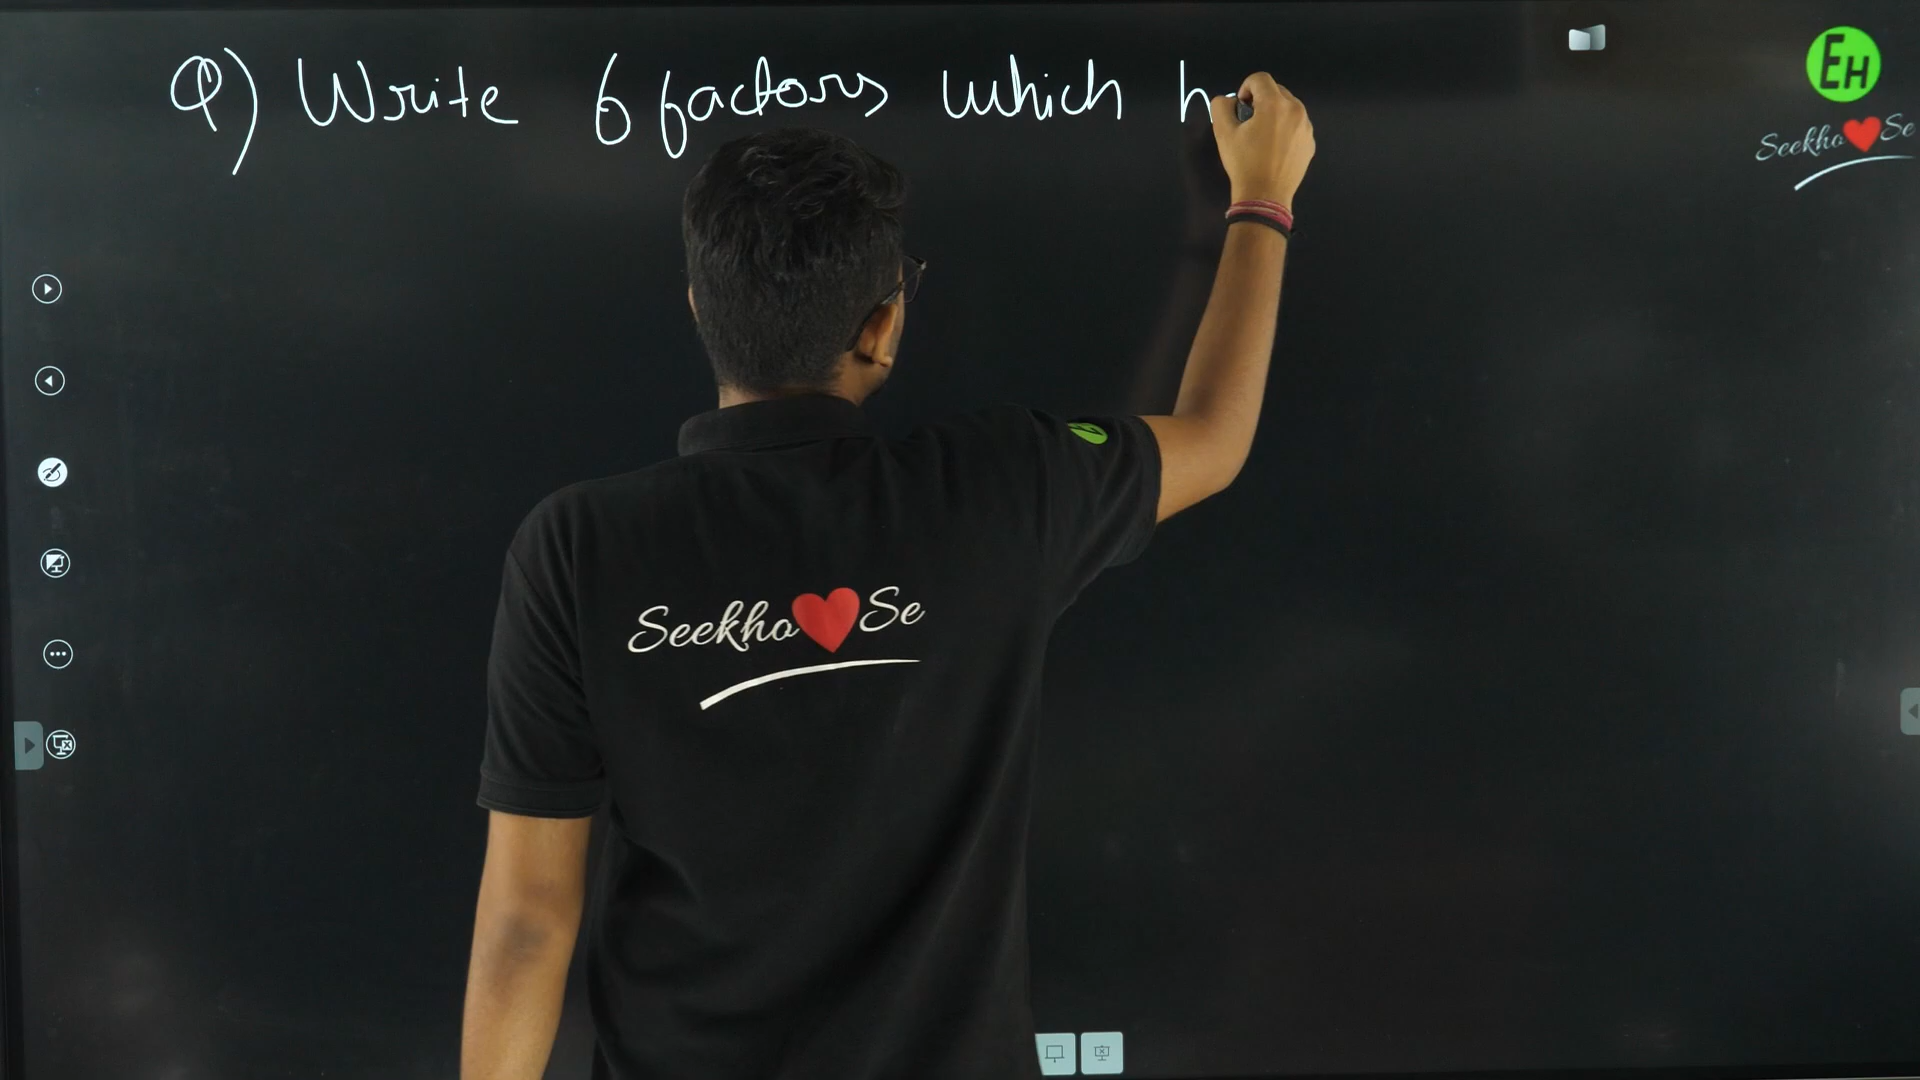 Q) Write 6 factors which
EH
Seekho ❤ Se
Seekho ❤ Se